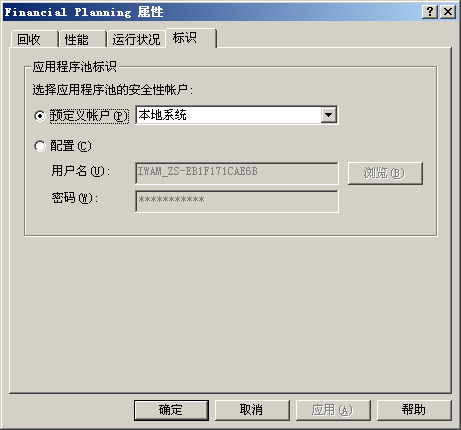 Financial Planning 属性
回收 性能 运行状况 标识
应用程序池标识
选择应用程序池的安全性帐户:
预定义帐户(P) 本地系统
配置(C)
用户名(U): IWAM_ZS-EB1F171CAE6B 浏览(B)
密码(W): ***********
确定 取消 应用(A) 帮助